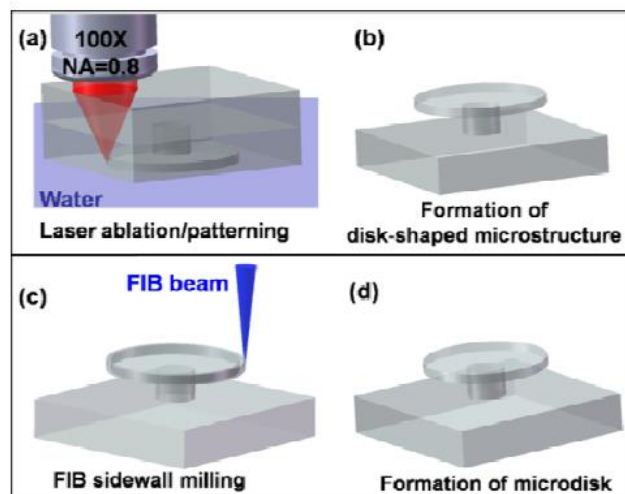 (a)
100X
NA=0.8
Water
Laser ablation/patterning
(b)
Formation of
disk-shaped microstructure
(c)
FIB beam
FIB sidewall milling
(d)
Formation of microdisk